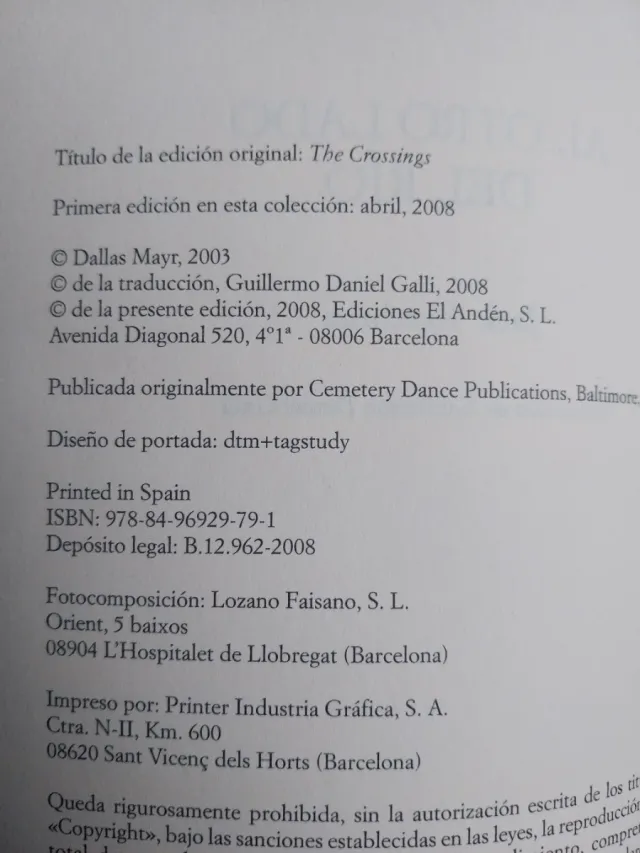 Título de la edición original: The Crossings
Primera edición en esta colección: abril, 2008
© Dallas Mayr, 2003
© de la traducción, Guillermo Daniel Galli, 2008
© de la presente edición, 2008, Ediciones El Andén, S. L.
Avenida Diagonal 520, 4º1ª - 08006 Barcelona
Publicada originalmente por Cemetery Dance Publications, Baltimore,
Diseño de portada: dtm+tagstudy
Printed in Spain
ISBN: 978-84-96929-79-1
Depósito legal: B.12.962-2008
Fotocomposición: Lozano Faisano, S. L.
Orient, 5 baixos
08904 L'Hospitalet de Llobregat (Barcelona)
Impreso por: Printer Industria Gráfica, S. A.
Ctra. N-II, Km. 600
08620 Sant Vicenç dels Horts (Barcelona)
Queda rigurosamente prohibida, sin la autorización escrita de los tit
«Copyright», bajo las sanciones establecidas en las leyes, la reproducción